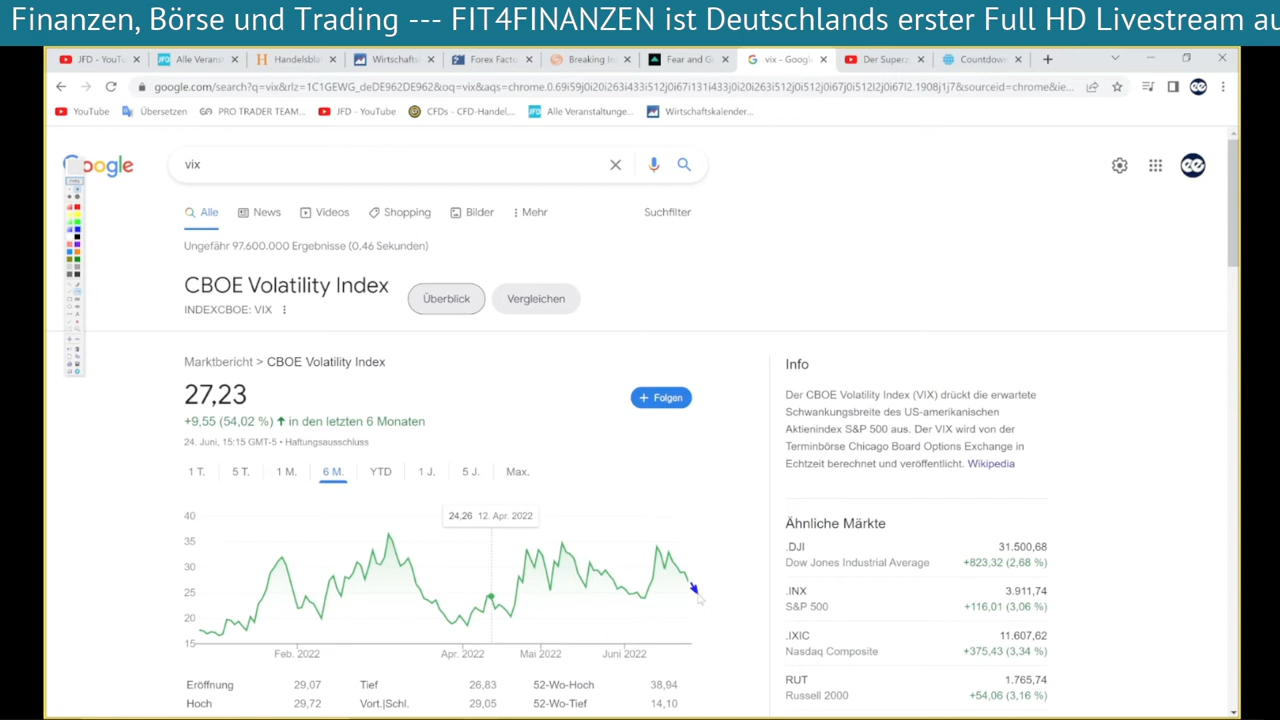 Finanzen, Börse und Trading --- FIT4FINANZEN ist Deutschlands erster Full HD Livestream au
JFD - YouTu Alle Veranst Handelsbla Wirtschafts Forex Facto Breaking In Fear and G vix - Google Der Superz Countdown
google.com/search?q=vix&rlz=1C1GEWG_deDE962DE962&oq=vix&aqs=chrome.0.69i59j0i20i263i433i512j0i67i131i433j0i20i263i512j0i512j0i67j0i512l2j0i67l2.1908j1j7&sourceid=chrome&ie...
YouTube Übersetzen PRO TRADER TEAM... JFD - YouTube CFDs - CFD-Handel,... Alle Veranstaltunge... Wirtschaftskalender...
Google vix
Alle News Videos Shopping Bilder Mehr Suchfilter
Ungefähr 97.600.000 Ergebnisse (0,46 Sekunden)
CBOE Volatility Index
INDEXCBOE: VIX
Überblick Vergleichen
Marktbericht > CBOE Volatility Index
27,23
+9,55 (54,02 %) in den letzten 6 Monaten
24. Juni, 15:15 GMT-5 • Haftungsausschluss
+ Folgen
1 T. 5 T. 1 M. 6 M. YTD 1 J. 5 J. Max.
24,26 12. Apr. 2022
40
35
30
25
20
15
Feb. 2022 Apr. 2022 Mai 2022 Juni 2022
Eröffnung 29,07 Tief 26,83 52-Wo-Hoch 38,94
Hoch 29,72 Vort.|Schl. 29,05 52-Wo-Tief 14,10
Info
Der CBOE Volatility Index (VIX) drückt die erwartete
Schwankungsbreite des US-amerikanischen
Aktienindex S&P 500 aus. Der VIX wird von der
Terminbörse Chicago Board Options Exchange in
Echtzeit berechnet und veröffentlicht. Wikipedia
Ähnliche Märkte
.DJI 31.500,68
Dow Jones Industrial Average +823,32 (2,68 %)
.INX 3.911,74
S&P 500 +116,01 (3,06 %)
.IXIC 11.607,62
Nasdaq Composite +375,43 (3,34 %)
RUT 1.765,74
Russell 2000 +54,06 (3,16 %)